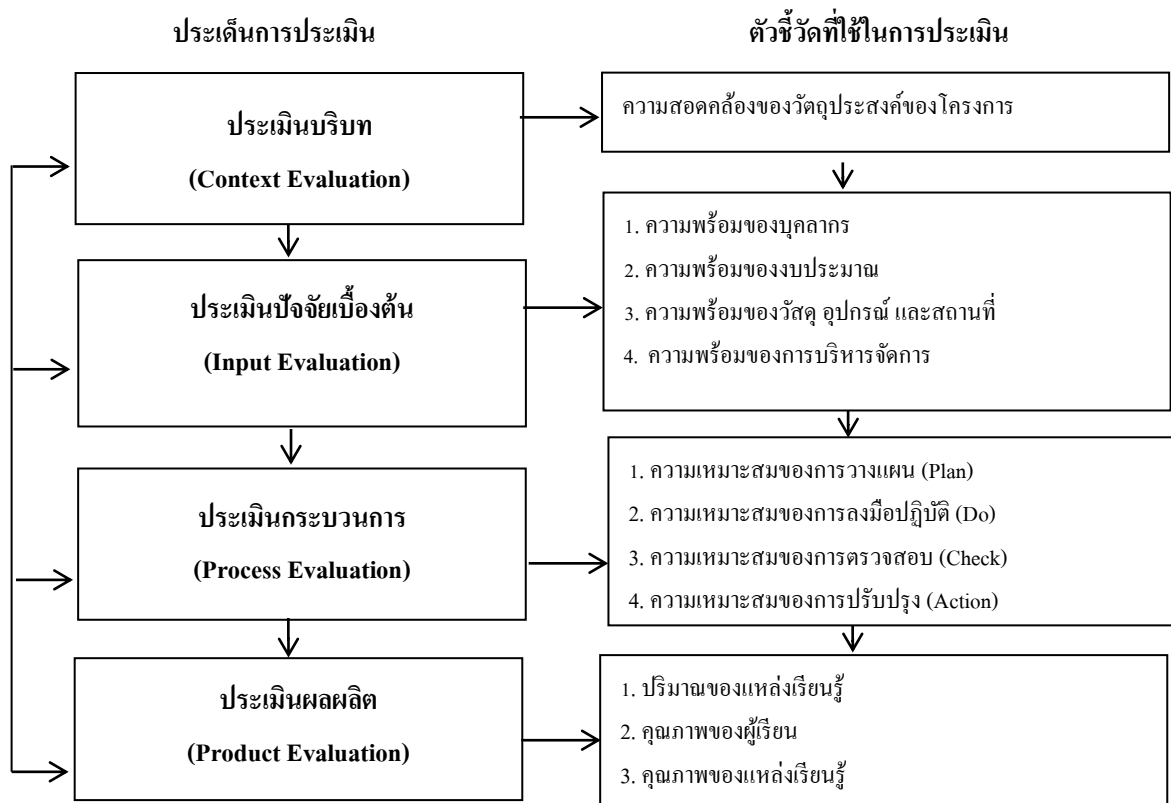 ประเด็นการประเมิน
ตัวชี้วัดที่ใช้ในการประเมิน
ประเมินบริบท
(Context Evaluation)
ความสอดคล้องของวัตถุประสงค์ของโครงการ
ประเมินปัจจัยเบื้องต้น
(Input Evaluation)
1. ความพร้อมของบุคลากร
2. ความพร้อมของงบประมาณ
3. ความพร้อมของวัสดุ อุปกรณ์ และสถานที่
4. ความพร้อมของการบริหารจัดการ
ประเมินกระบวนการ
(Process Evaluation)
1. ความเหมาะสมของการวางแผน (Plan)
2. ความเหมาะสมของการลงมือปฏิบัติ (Do)
3. ความเหมาะสมของการตรวจสอบ (Check)
4. ความเหมาะสมของการปรับปรุง (Action)
ประเมินผลผลิต
(Product Evaluation)
1. ปริมาณของแหล่งเรียนรู้
2. คุณภาพของผู้เรียน
3. คุณภาพของแหล่งเรียนรู้